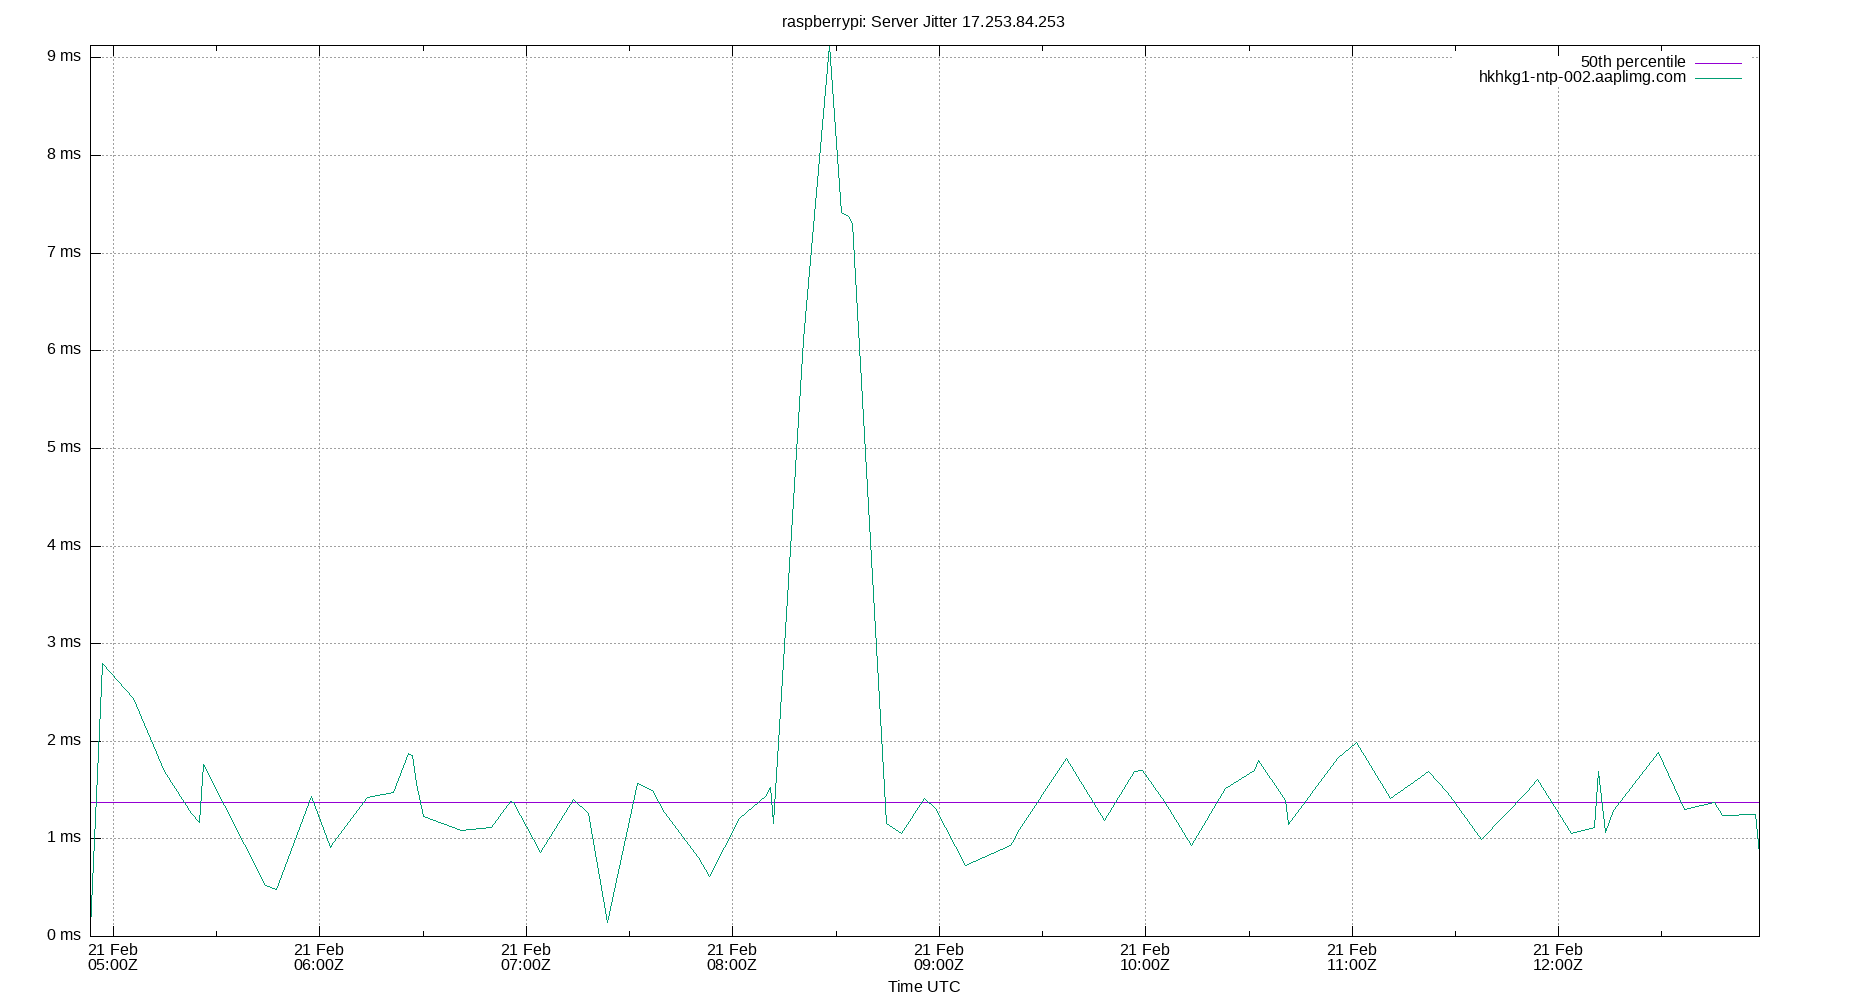 raspberrypi: Server Jitter 17.253.84.253
9 ms
50th percentile
hkhkg1-ntp-002.aaplimg.com
8 ms
7 ms
6 ms
5 ms
4 ms
3 ms
2 ms
1 ms
0 ms
21 Feb 21 Feb 21 Feb 21 Feb 21 Feb 21 Feb 21 Feb 21 Feb
05:00Z 06:00Z 07:00Z 08:00Z 09:00Z 10:00Z 11:00Z 12:00Z
Time UTC